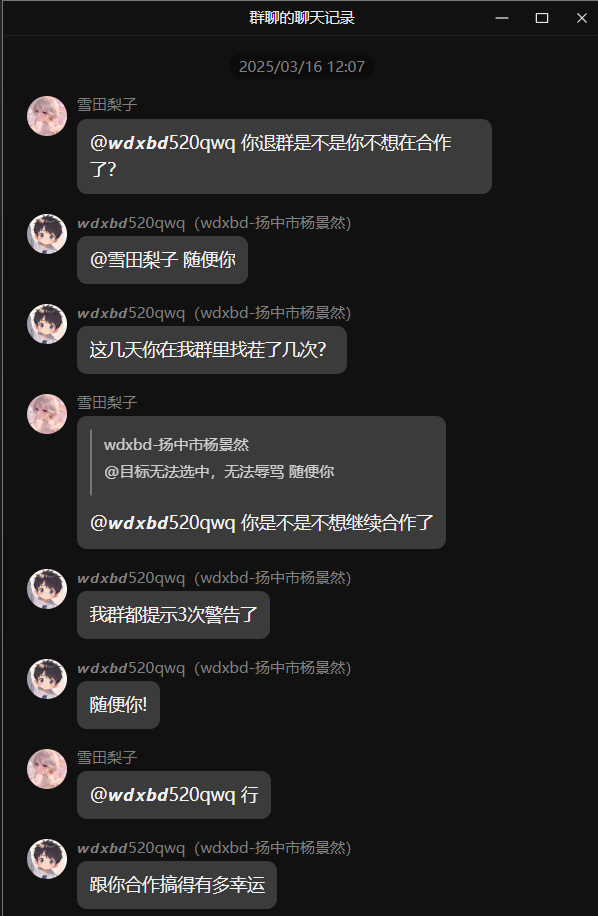 群聊的聊天记录
2025/03/16 12:07
雪田梨子
@wdxbd520qwq 你退群是不是你不想在合作
了？
wdxbd520qwq（wdxbd-扬中市杨景然）
@雪田梨子 随便你
wdxbd520qwq（wdxbd-扬中市杨景然）
这几天你在我群里找茬了几次？
雪田梨子
wdxbd-扬中市杨景然
@目标无法选中，无法辱骂 随便你
@wdxbd520qwq 你是不是不想继续合作了
wdxbd520qwq（wdxbd-扬中市杨景然）
我群都提示3次警告了
wdxbd520qwq（wdxbd-扬中市杨景然）
随便你!
雪田梨子
@wdxbd520qwq 行
wdxbd520qwq（wdxbd-扬中市杨景然）
跟你合作搞得有多幸运